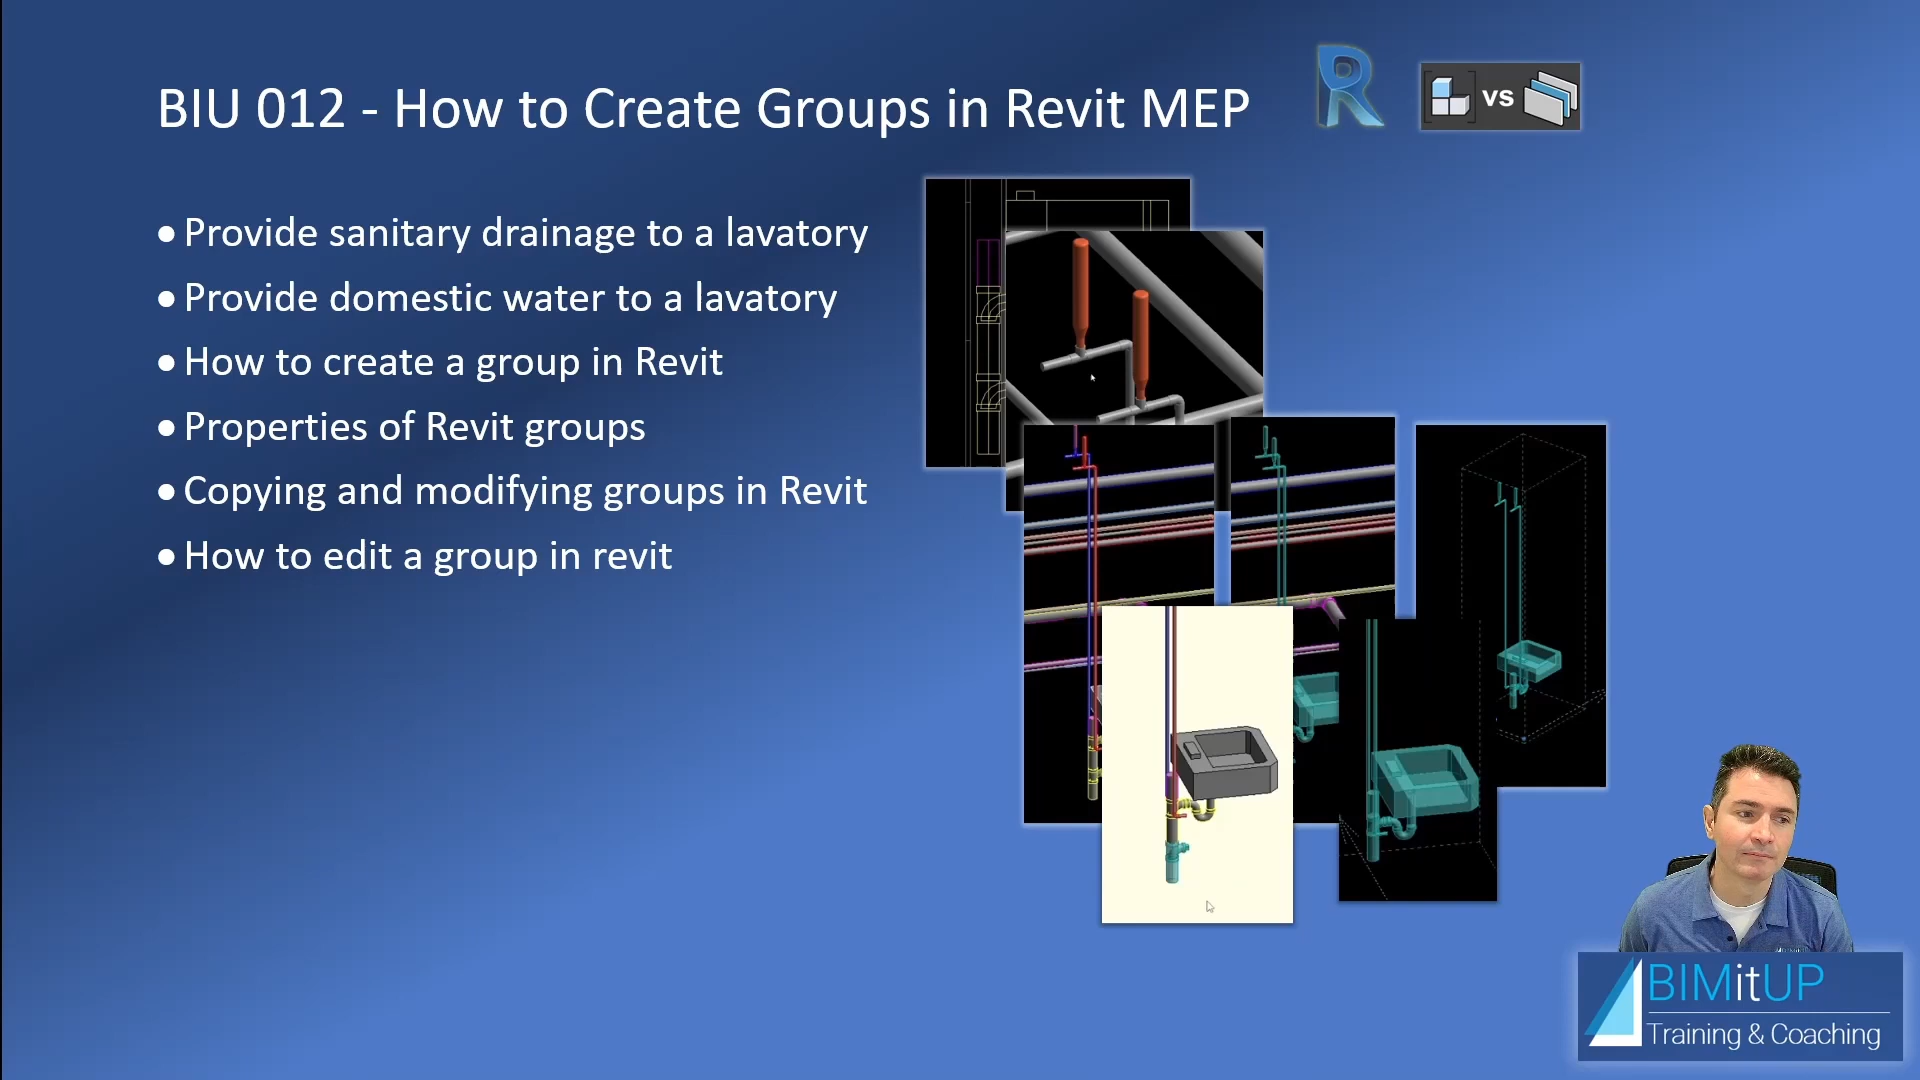 BIU 012 - How to Create Groups in Revit MEP
R
vs
• Provide sanitary drainage to a lavatory
• Provide domestic water to a lavatory
• How to create a group in Revit
• Properties of Revit groups
• Copying and modifying groups in Revit
• How to edit a group in revit
BIMitUP
Training & Coaching